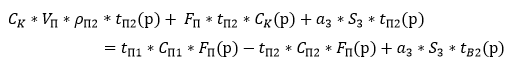 C_К * V_П * ρ_П2 * t_П2(p) + F_П * t_П2 * C_К(p) + a_3 * S_3 * t_П2(p)
= t_П1 * C_П1 * F_П(p) − t_П2 * C_П2 * F_П(p) + a_3 * S_3 * t_В2(p)